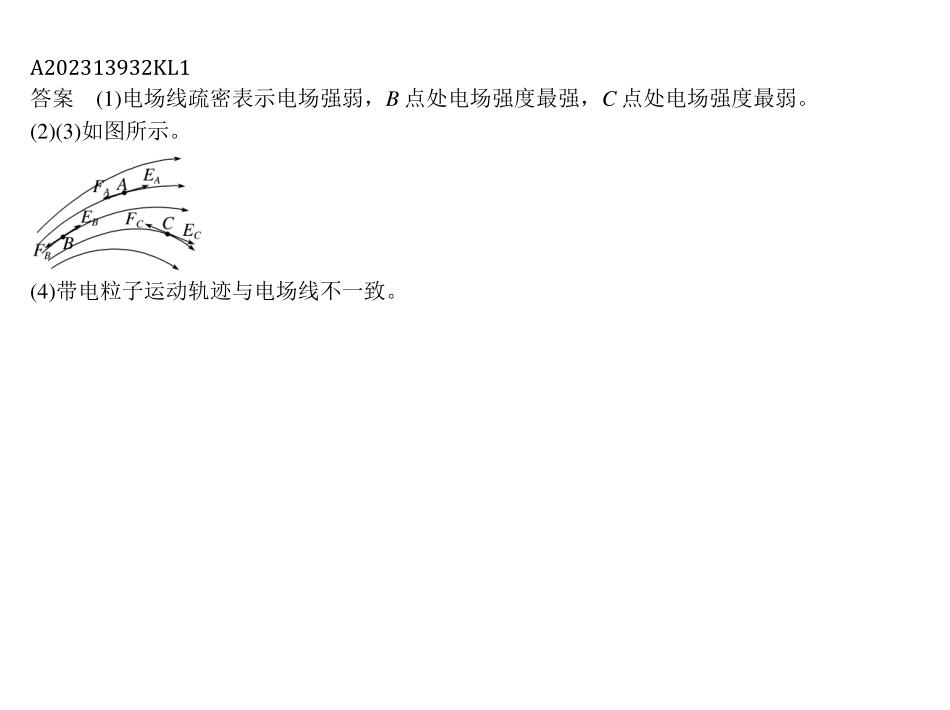 A202313932KL1
答案 (1)电场线疏密表示电场强弱，B 点处电场强度最强，C 点处电场强度最弱。
(2)(3)如图所示。
F_A A E_A
E_B F_C C E_C
F_B B
(4)带电粒子运动轨迹与电场线不一致。